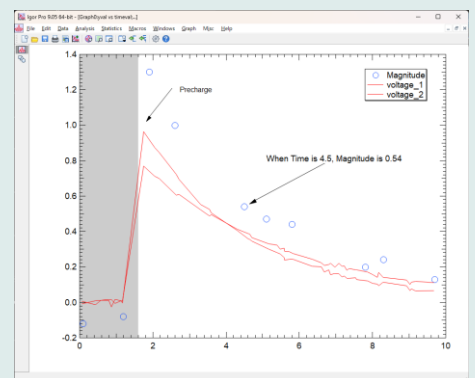 Igor Pro 9.05 64-bit - [Graph0:yval vs timeval...]
File Edit Data Analysis Statistics Macros Windows Graph Misc Help
1.4
1.2
1.0
0.8
0.6
0.4
0.2
0.0
-0.2
0 2 4 6 8 10
Precharge
When Time is 4.5, Magnitude is 0.54
Magnitude
voltage_1
voltage_2